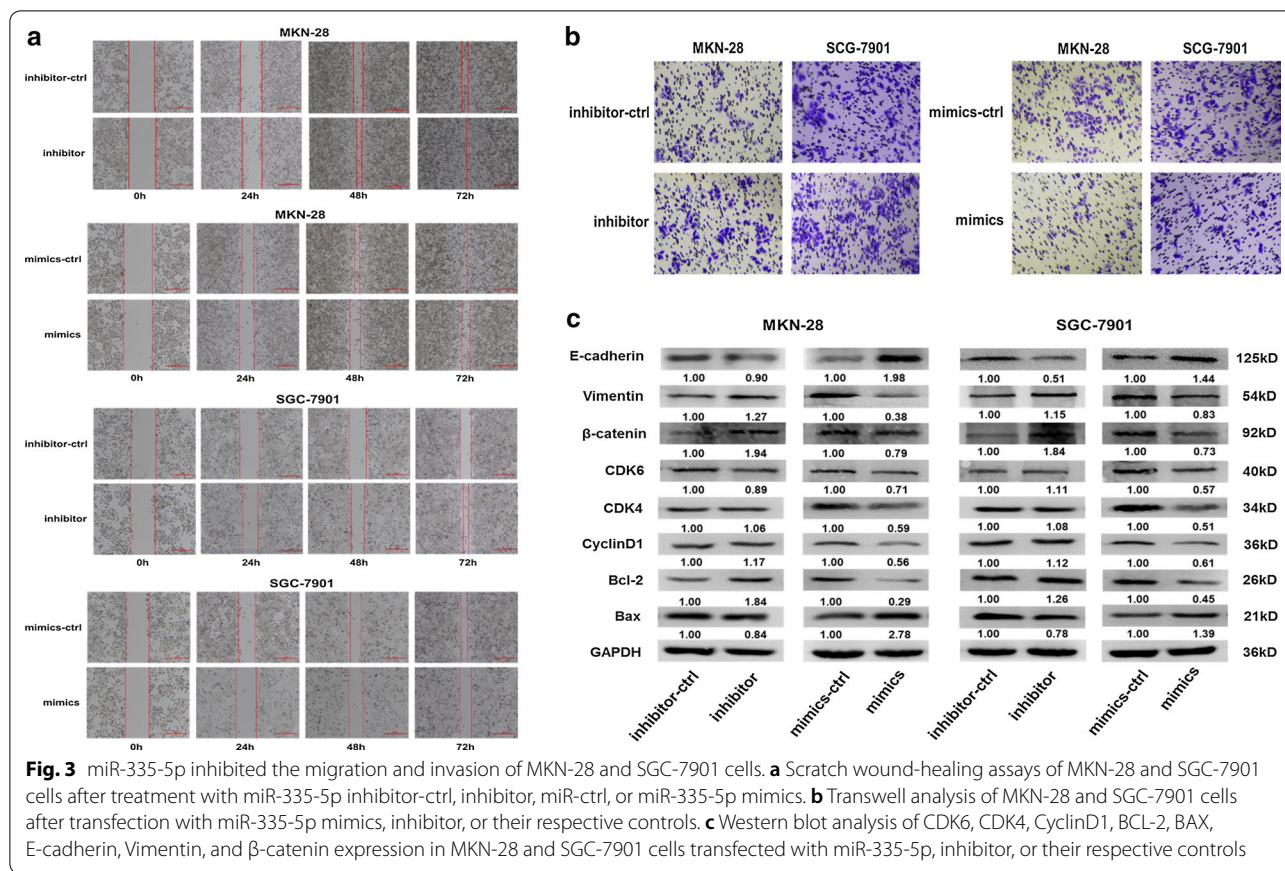 a
MKN-28
inhibitor-ctrl
inhibitor
0h 24h 48h 72h
MKN-28
mimics-ctrl
mimics
0h 24h 48h 72h
SGC-7901
inhibitor-ctrl
inhibitor
0h 24h 48h 72h
SGC-7901
mimics-ctrl
mimics
0h 24h 48h 72h
b
MKN-28 SCG-7901 MKN-28 SCG-7901
inhibitor-ctrl mimics-ctrl
inhibitor mimics
c
MKN-28 SGC-7901
E-cadherin 125kD
1.00 0.90 1.00 1.98 1.00 0.51 1.00 1.44
Vimentin 54kD
1.00 1.27 1.00 0.38 1.00 1.15 1.00 0.83
β-catenin 92kD
1.00 1.94 1.00 0.79 1.00 1.84 1.00 0.73
CDK6 40kD
1.00 0.89 1.00 0.71 1.00 1.11 1.00 0.57
CDK4 34kD
1.00 1.06 1.00 0.59 1.00 1.08 1.00 0.51
CyclinD1 36kD
1.00 1.17 1.00 0.56 1.00 1.12 1.00 0.61
Bcl-2 26kD
1.00 1.84 1.00 0.29 1.00 1.26 1.00 0.45
Bax 21kD
1.00 0.84 1.00 2.78 1.00 0.78 1.00 1.39
GAPDH 36kD
inhibitor-ctrl inhibitor mimics-ctrl mimics inhibitor-ctrl inhibitor mimics-ctrl mimics
Fig. 3 miR-335-5p inhibited the migration and invasion of MKN-28 and SGC-7901 cells. a Scratch wound-healing assays of MKN-28 and SGC-7901
cells after treatment with miR-335-5p inhibitor-ctrl, inhibitor, miR-ctrl, or miR-335-5p mimics. b Transwell analysis of MKN-28 and SGC-7901 cells
after transfection with miR-335-5p mimics, inhibitor, or their respective controls. c Western blot analysis of CDK6, CDK4, CyclinD1, BCL-2, BAX,
E-cadherin, Vimentin, and β-catenin expression in MKN-28 and SGC-7901 cells transfected with miR-335-5p, inhibitor, or their respective controls